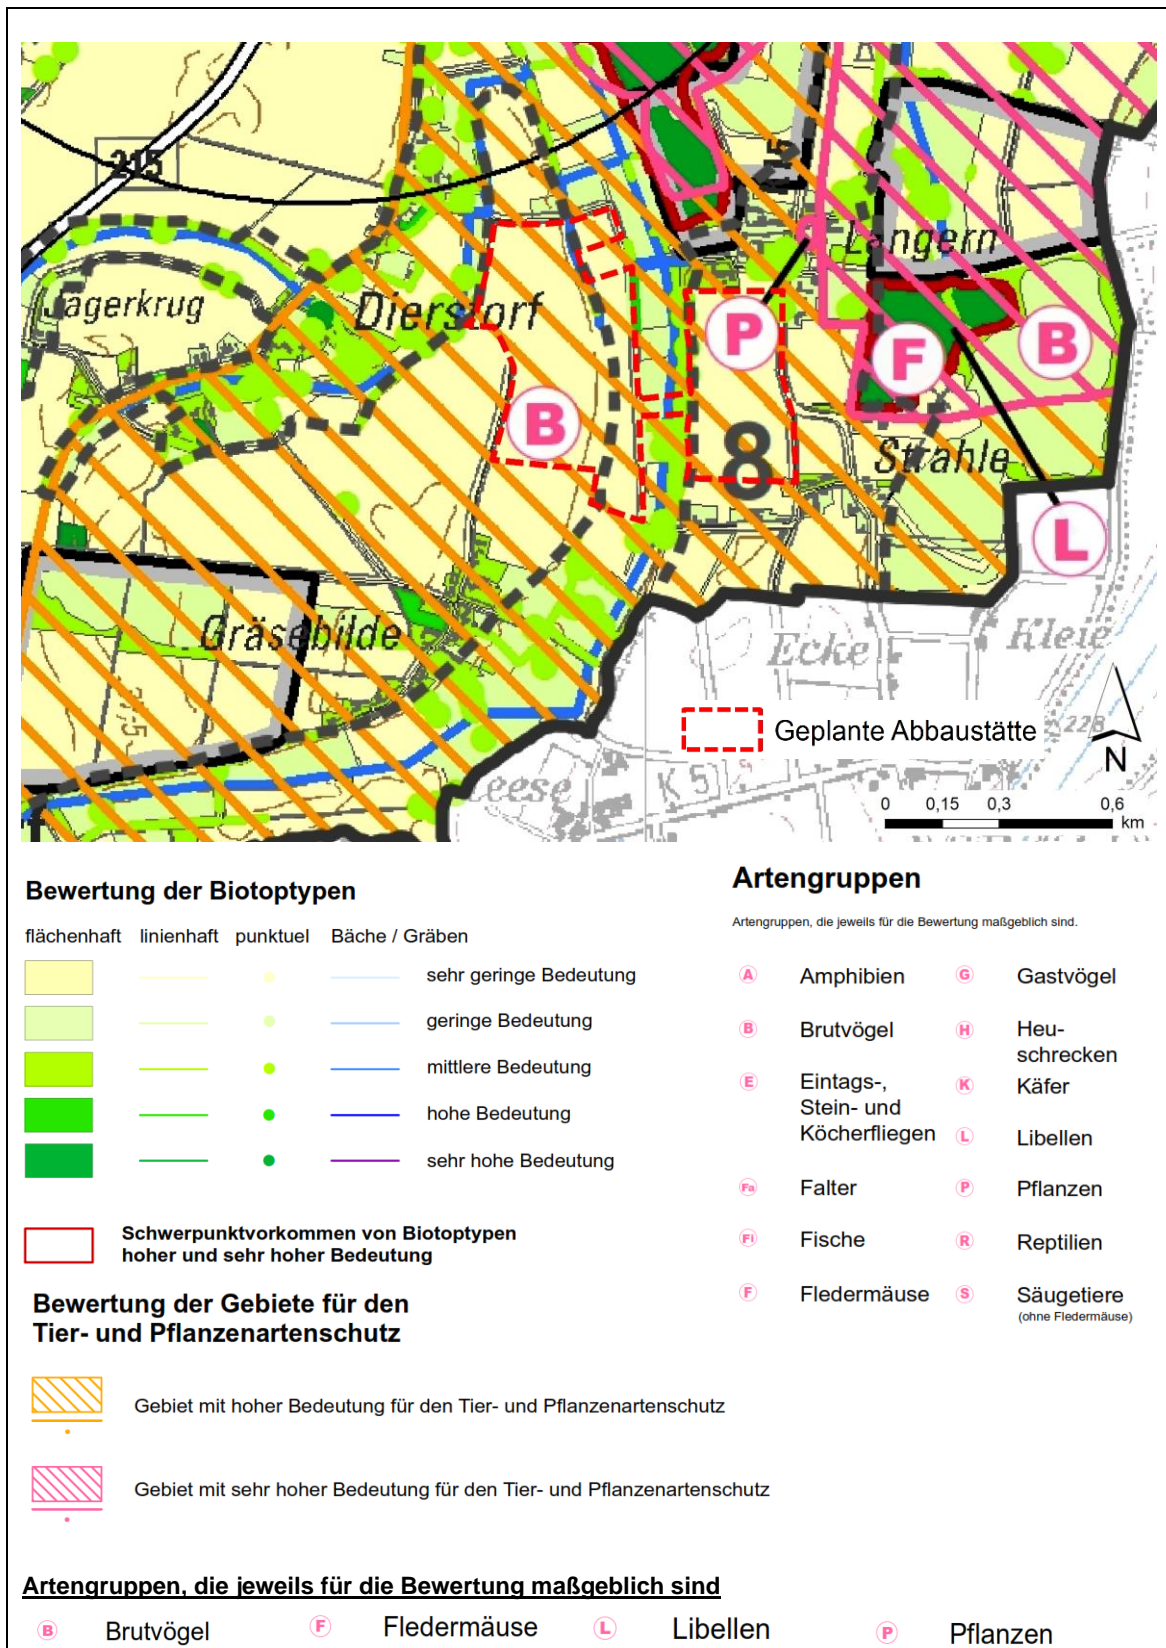 215
5
Langern
Jagerkrug
Dierstorf
P
F
B
B
8
Strahle
L
Gräsebilde
Ecke
Kleie
Geplante Abbaustätte
228
N
Leese
K 5
0 0,15 0,3 0,6
km
Bewertung der Biotoptypen
flächenhaft linienhaft punktuel Bäche / Gräben
sehr geringe Bedeutung
geringe Bedeutung
mittlere Bedeutung
hohe Bedeutung
sehr hohe Bedeutung
Schwerpunktvorkommen von Biotoptypen
hoher und sehr hoher Bedeutung
Bewertung der Gebiete für den
Tier- und Pflanzenartenschutz
Gebiet mit hoher Bedeutung für den Tier- und Pflanzenartenschutz
Gebiet mit sehr hoher Bedeutung für den Tier- und Pflanzenartenschutz
Artengruppen
Artengruppen, die jeweils für die Bewertung maßgeblich sind.
A Amphibien
B Brutvögel
E Eintags-,
Stein- und
Köcherfliegen
Fa Falter
Fi Fische
F Fledermäuse
G Gastvögel
H Heu-
schrecken
K Käfer
L Libellen
P Pflanzen
R Reptilien
S Säugetiere
(ohne Fledermäuse)
Artengruppen, die jeweils für die Bewertung maßgeblich sind
B Brutvögel F Fledermäuse L Libellen P Pflanzen